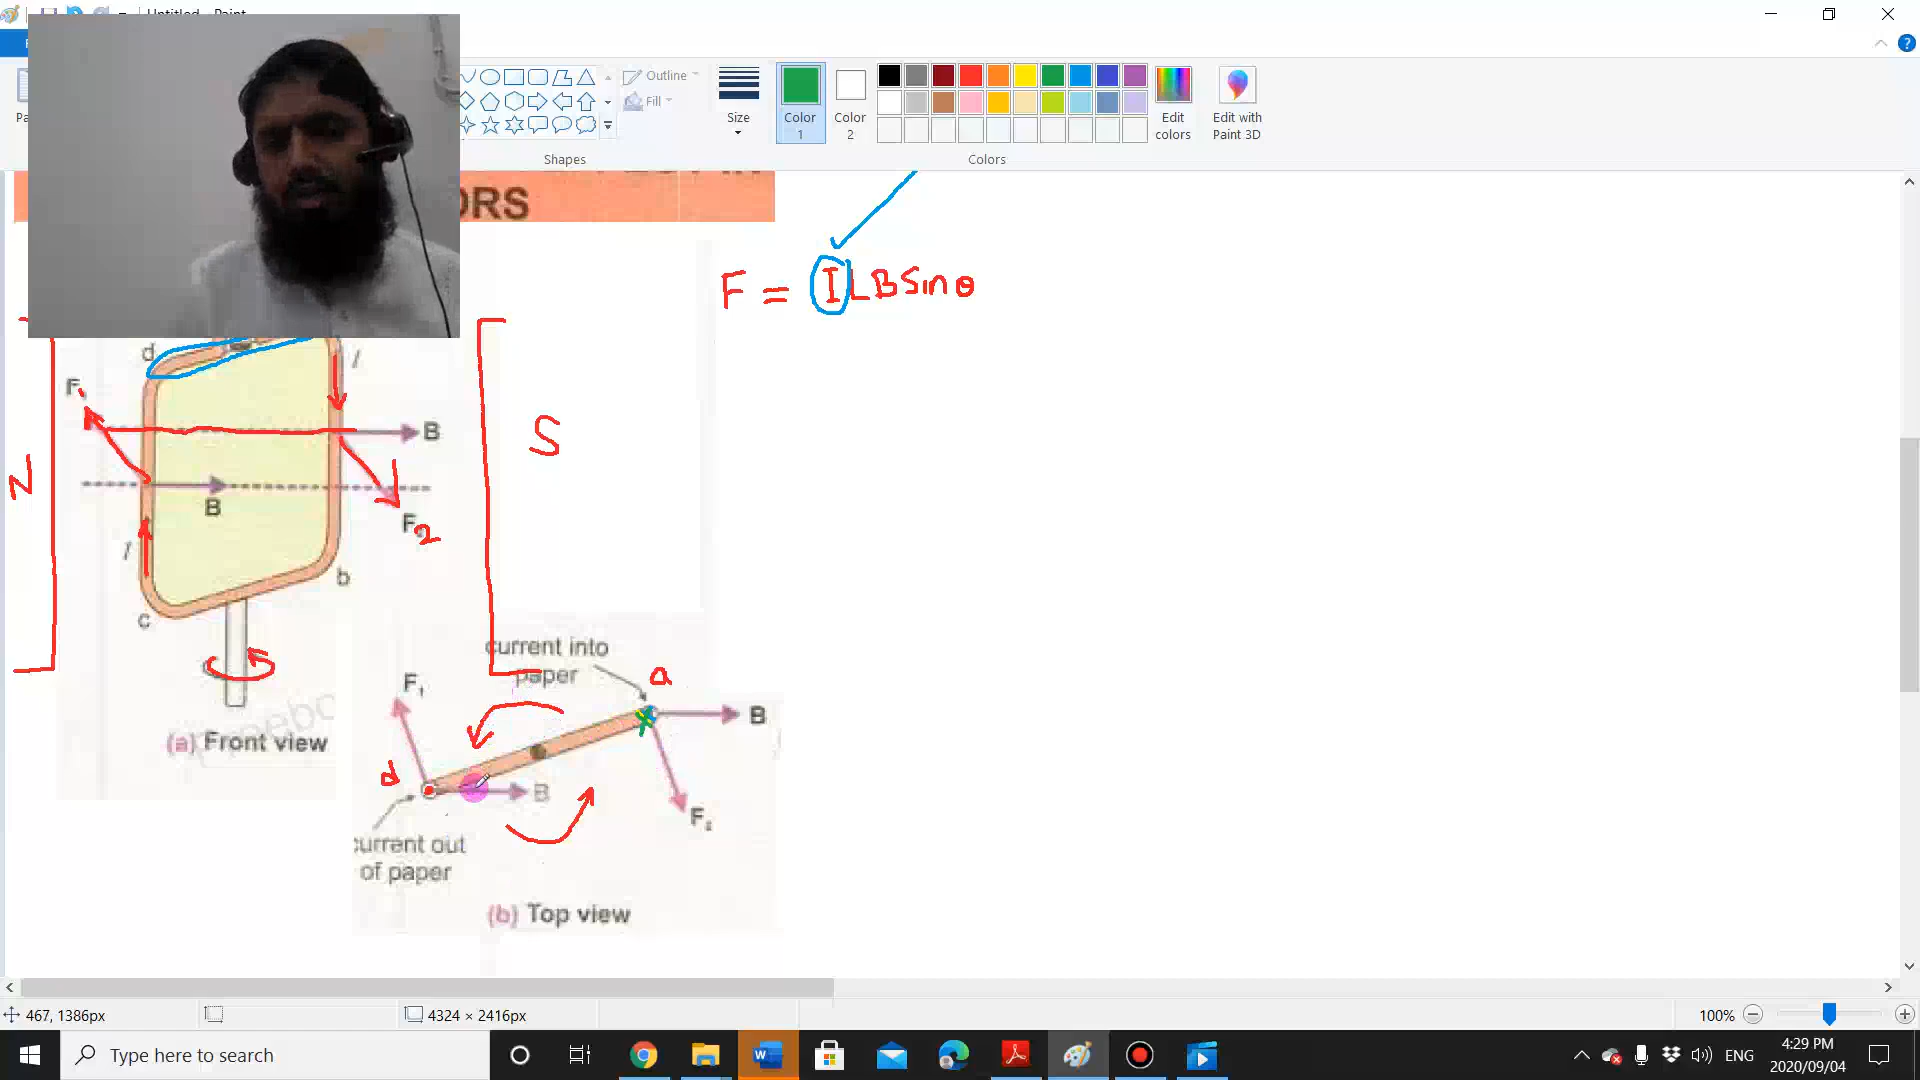 Untitled - Paint
Outline
Fill
Size
Color
1
Color
2
Edit
colors
Edit with
Paint 3D
Shapes
Colors
ORS
F = ILBSinθ
d
l
F1
B
N
S
B
F2
l
b
c
(a) Front view
current into
paper
a
F1
B
d
B
F2
current out
of paper
(b) Top view
467, 1386px
4324 × 2416px
100%
Type here to search
ENG
4:29 PM
2020/09/04